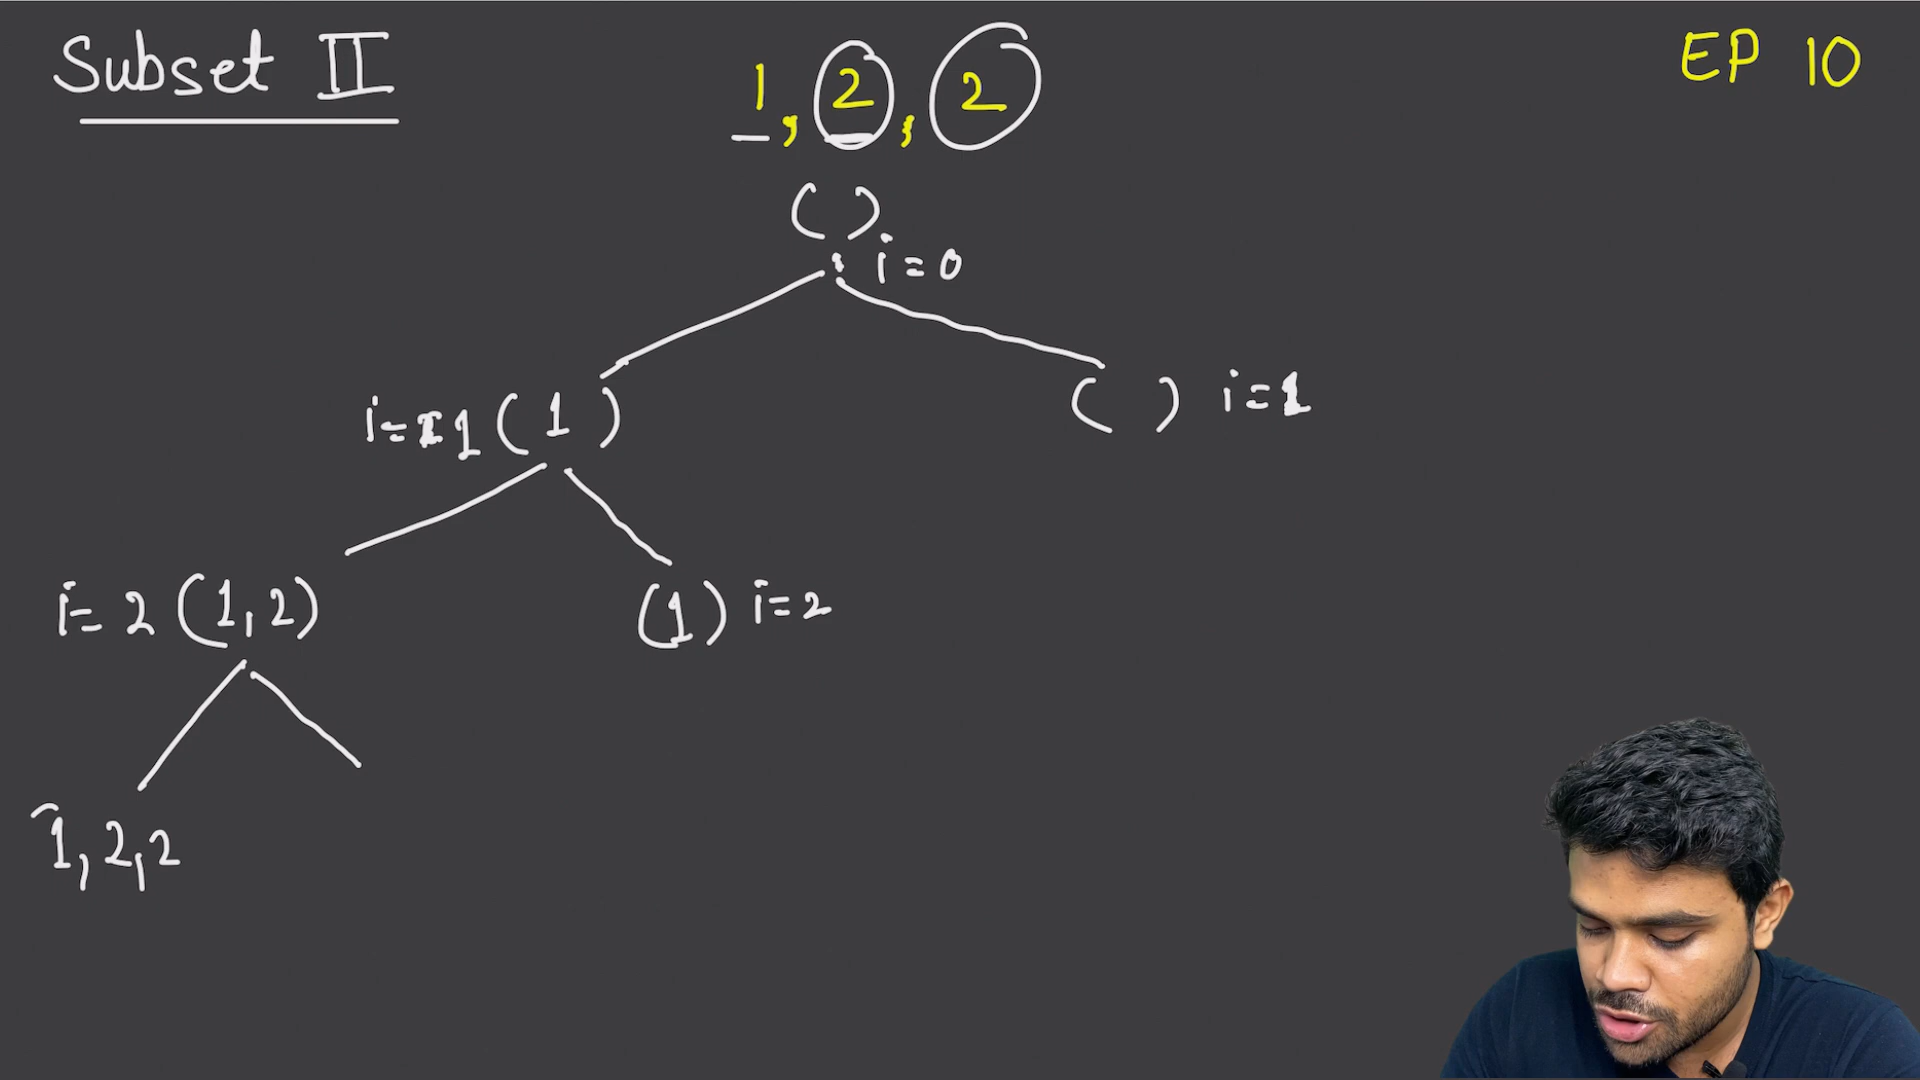 Subset II
EP 10
1, 2, 2
( )
i = 0
i = 1 ( 1 )
( ) i = 1
i = 2 (1, 2)
(1) i = 2
1, 2, 2